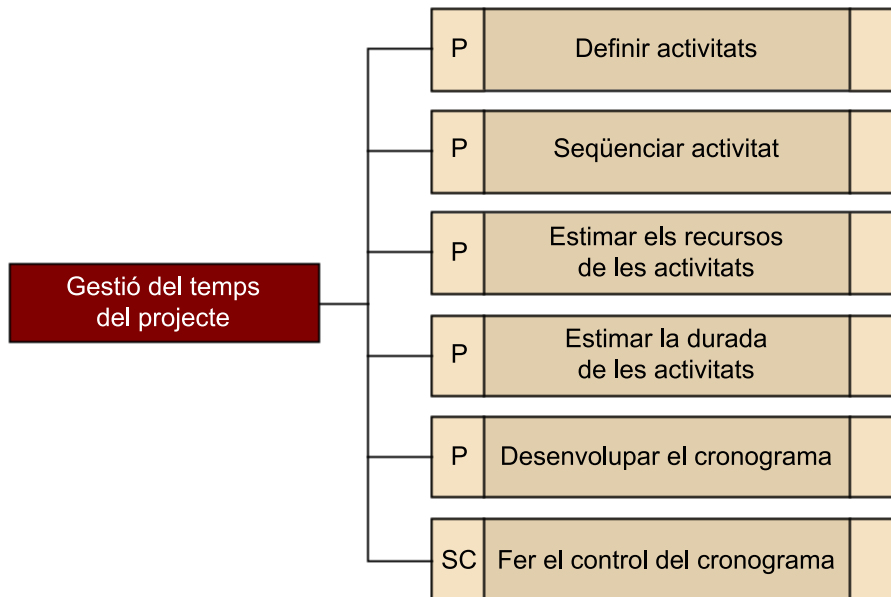 Gestió del temps
del projecte
P
Definir activitats
P
Seqüenciar activitat
P
Estimar els recursos
de les activitats
P
Estimar la durada
de les activitats
P
Desenvolupar el cronograma
SC
Fer el control del cronograma